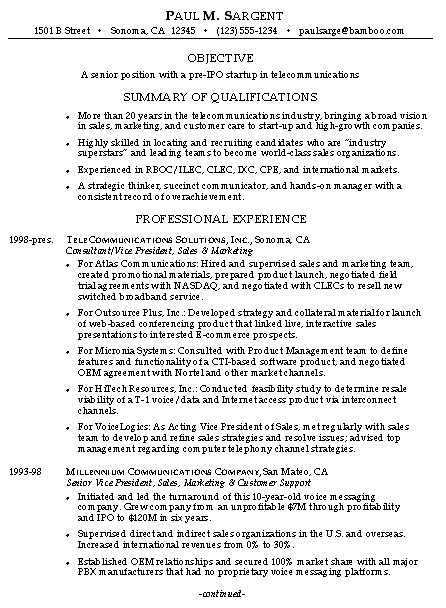 PAUL M. SARGENT
1501 B Street • Sonoma, CA 12345 • (123) 555-1234 • paulsarge@bamboo.com
OBJECTIVE
A senior position with a pre-IPO startup in telecommunications
SUMMARY OF QUALIFICATIONS
• More than 20 years in the telecommunications industry, bringing a broad vision
in sales, marketing, and customer care to start-up and high-growth companies.
• Highly skilled in locating and recruiting candidates who are "industry
superstars" and leading teams to become world-class sales organizations.
• Experienced in RBOC/ILEC, CLEC, IXC, CPE, and international markets.
• A strategic thinker, succinct communicator, and hands-on manager with a
consistent record of overachievement.
PROFESSIONAL EXPERIENCE
1998-pres. TELECOMMUNICATIONS SOLUTIONS, INC., Sonoma, CA
Consultant/Vice President, Sales & Marketing
• For Atlas Communications: Hired and supervised sales and marketing team,
created promotional materials, prepared product launch, negotiated field
trial agreements with NASDAQ, and negotiated with CLECs to resell new
switched broadband service.
• For Outsource Plus, Inc.: Developed strategy and collateral material for launch
of web-based conferencing product that linked live, interactive sales
presentations to interested E-commerce prospects.
• For Micronia Systems: Consulted with Product Management team to define
features and functionality of a CTI-based software product, and negotiated
OEM agreement with Nortel and other market channels.
• For HiTech Resources, Inc.: Conducted feasibility study to determine resale
viability of a T-1 voice/data and Internet access product via interconnect
channels.
• For VoiceLogics: As Acting Vice President of Sales, met regularly with sales
team to develop and refine sales strategies and resolve issues; advised top
management regarding computer telephony channel strategies.
1993-98 MILLENNIUM COMMUNICATIONS COMPANY, San Mateo, CA
Senior Vice President, Sales, Marketing & Customer Support
• Initiated and led the turnaround of this 10-year-old voice messaging
company. Grew company from an unprofitable $7M through profitability
and IPO to $120M in six years.
• Supervised direct and indirect sales organizations in the U.S. and overseas.
Increased international revenues from 0% to 30%.
• Established OEM relationships and secured 100% market share with all major
PBX manufacturers that had no proprietary voice messaging platforms.
-continued-